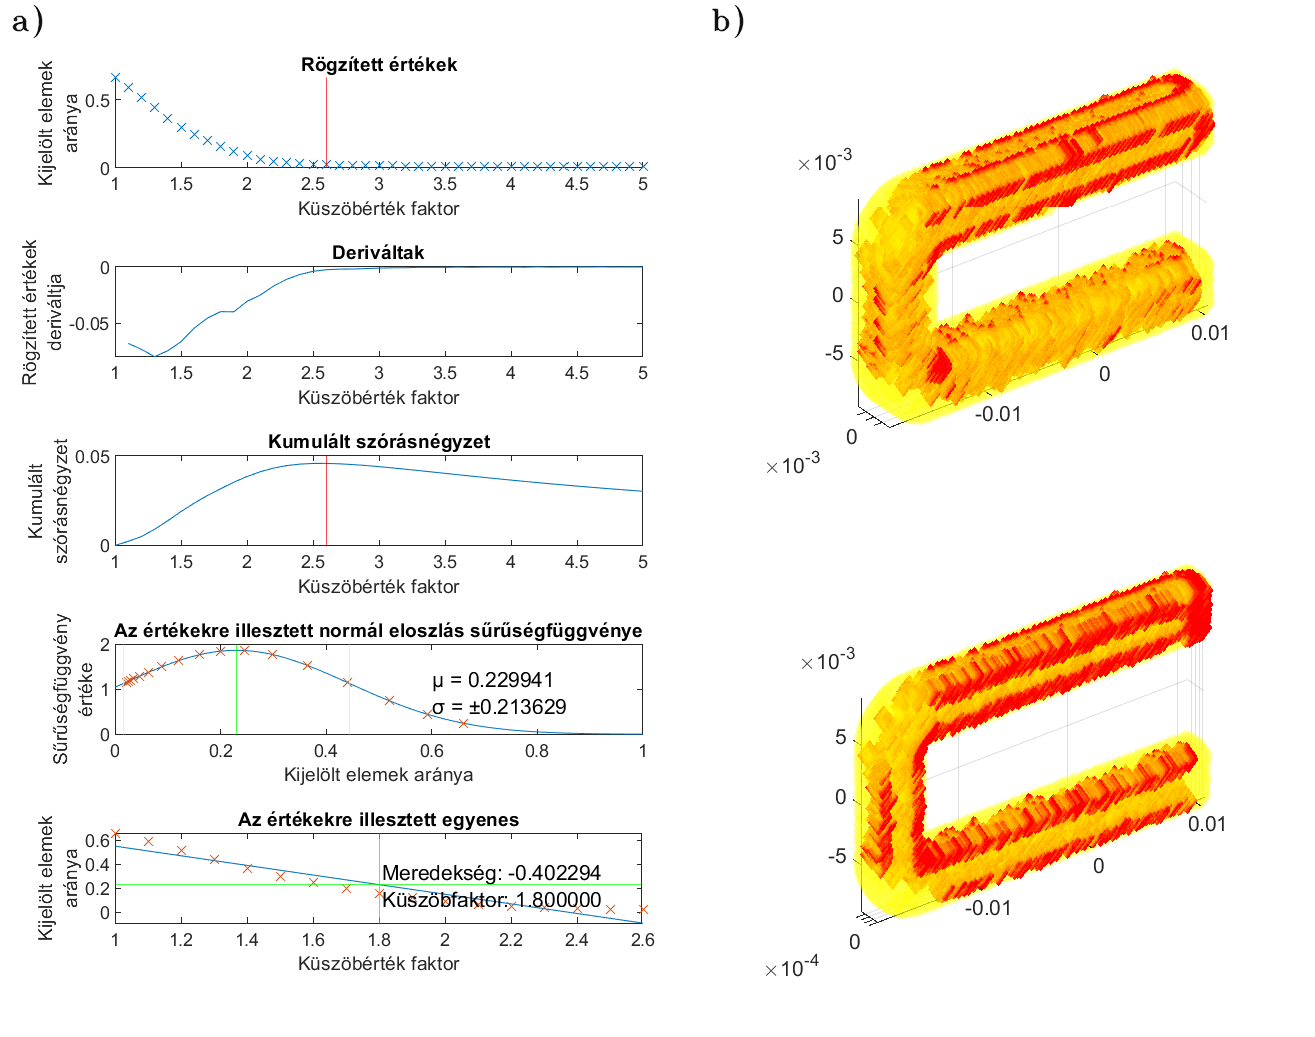 a)
Rögzített értékek
Kijelölt elemek
aránya
0.5
0
1 1.5 2 2.5 3 3.5 4 4.5 5
Küszöbérték faktor
Deriváltak
Rögzített értékek
deriváltja
0
-0.05
1 1.5 2 2.5 3 3.5 4 4.5 5
Küszöbérték faktor
Kumulált szórásnégyzet
Kumulált
szórásnégyzet
0.05
0
1 1.5 2 2.5 3 3.5 4 4.5 5
Küszöbérték faktor
Az értékekre illesztett normál eloszlás sűrűségfüggvénye
Sűrűségfüggvény
értéke
2
1
0
μ = 0.229941
σ = ±0.213629
0 0.2 0.4 0.6 0.8 1
Kijelölt elemek aránya
Az értékekre illesztett egyenes
Kijelölt elemek
aránya
0.6
0.4
0.2
0
Meredekség: -0.402294
Küszöbfaktor: 1.800000
1 1.2 1.4 1.6 1.8 2 2.2 2.4 2.6
Küszöbérték faktor
b)
×10-3
5
0
-5
0.01
0
-0.01
0
×10-3
×10-3
5
0
-5
0.01
0
-0.01
0
×10-4